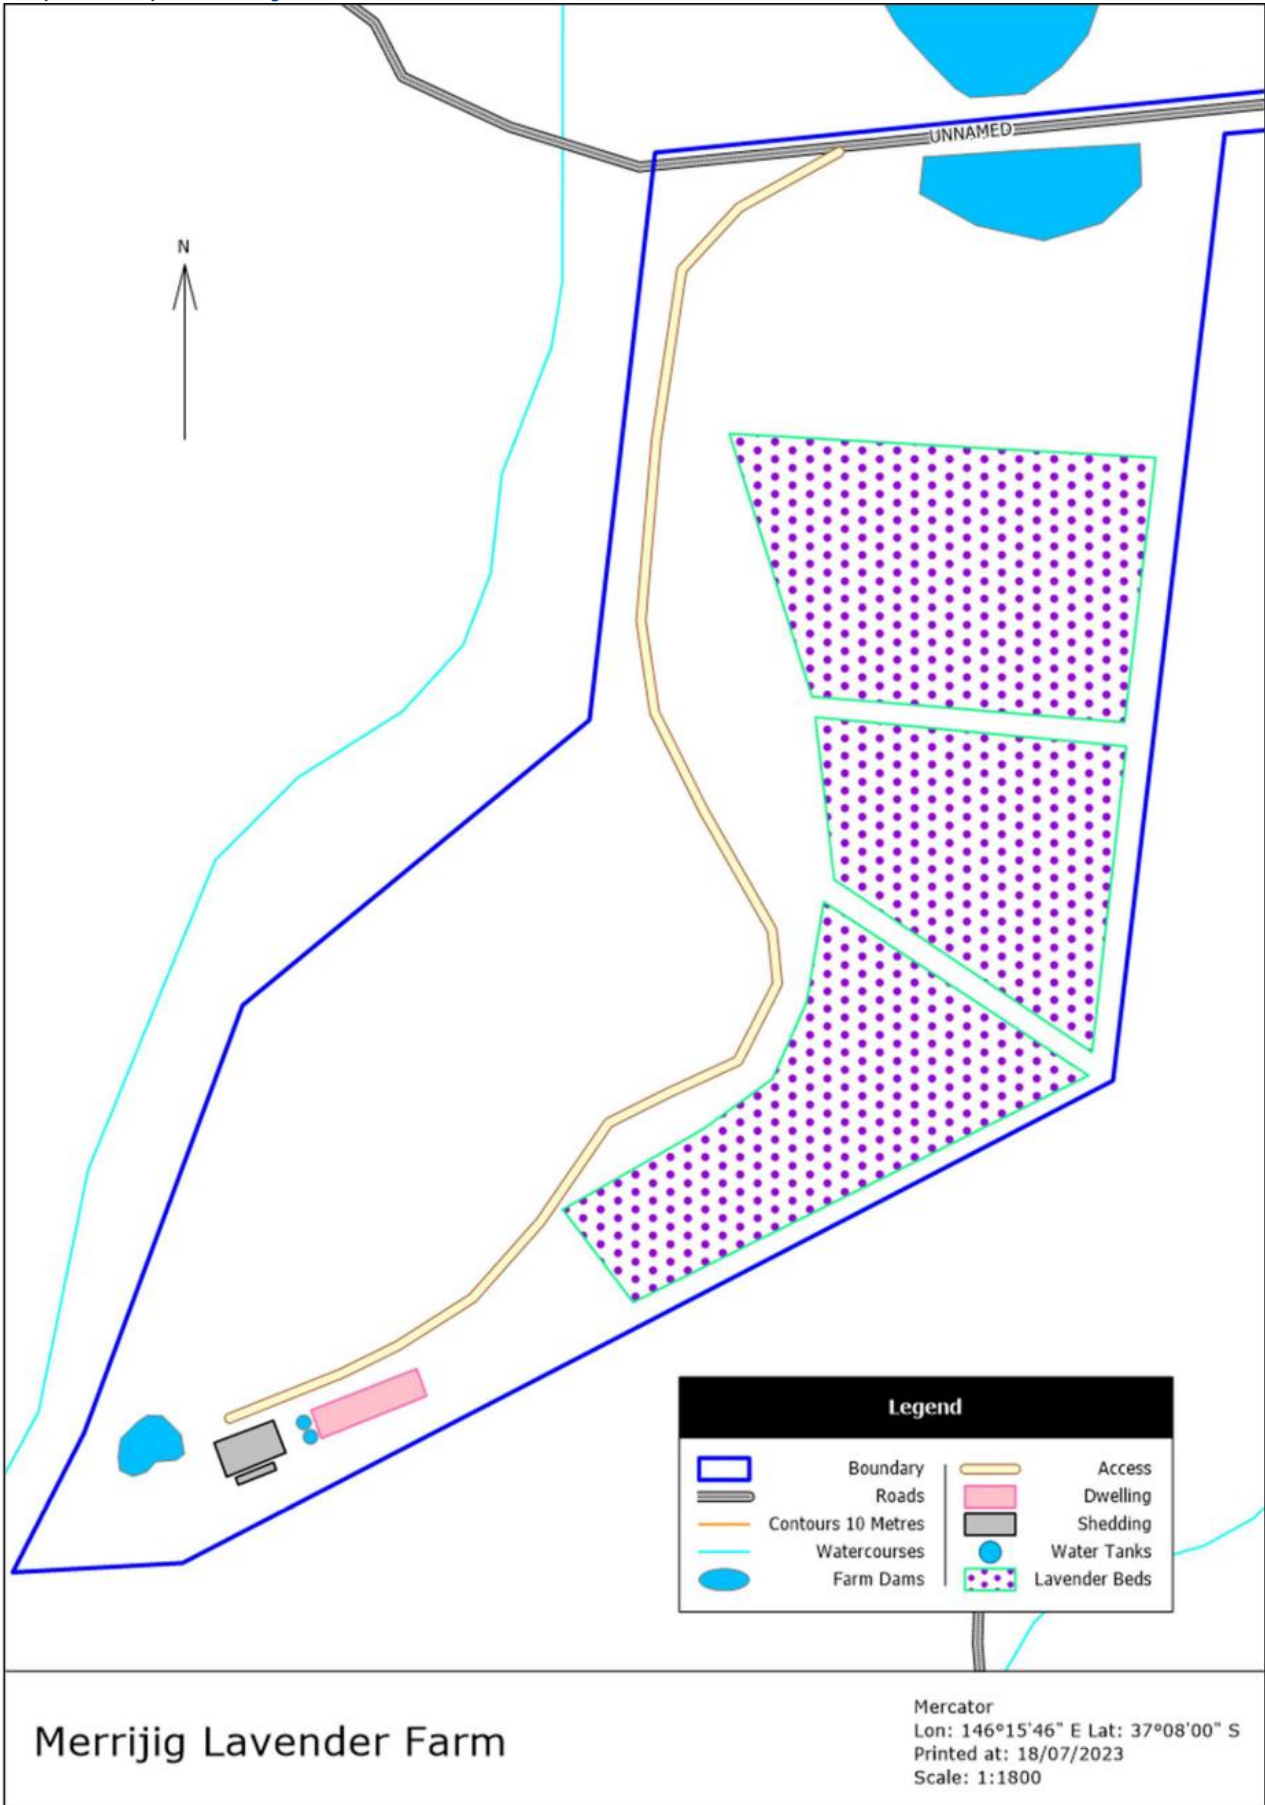 UNNAMED
N
Legend
Boundary
Access
Roads
Dwelling
Contours 10 Metres
Shedding
Watercourses
Water Tanks
Farm Dams
Lavender Beds
Merrijig Lavender Farm
Mercator
Lon: 146°15'46" E Lat: 37°08'00" S
Printed at: 18/07/2023
Scale: 1:1800